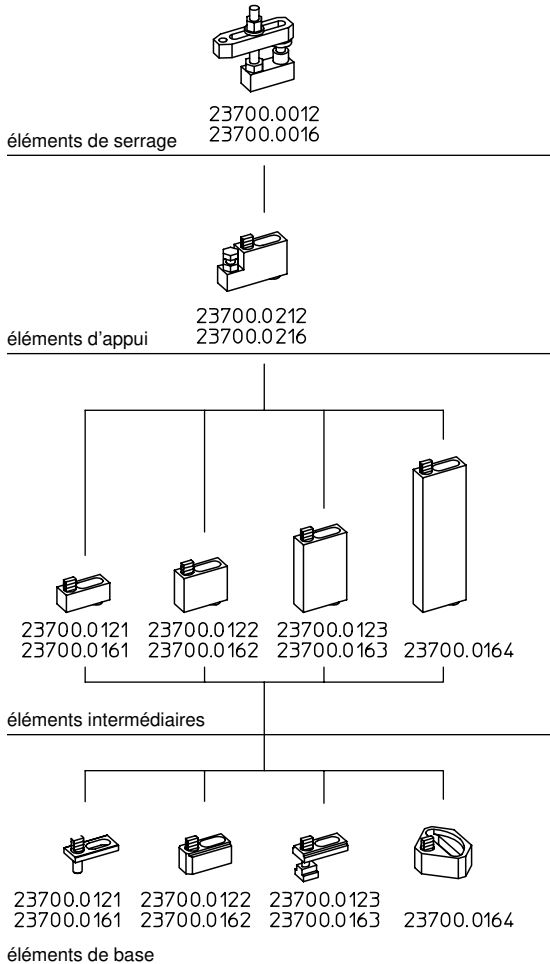 23700.0012
23700.0016
éléments de serrage
23700.0212
23700.0216
éléments d'appui
23700.0121 23700.0122 23700.0123
23700.0161 23700.0162 23700.0163 23700.0164
éléments intermédiaires
23700.0121 23700.0122 23700.0123
23700.0161 23700.0162 23700.0163 23700.0164
éléments de base